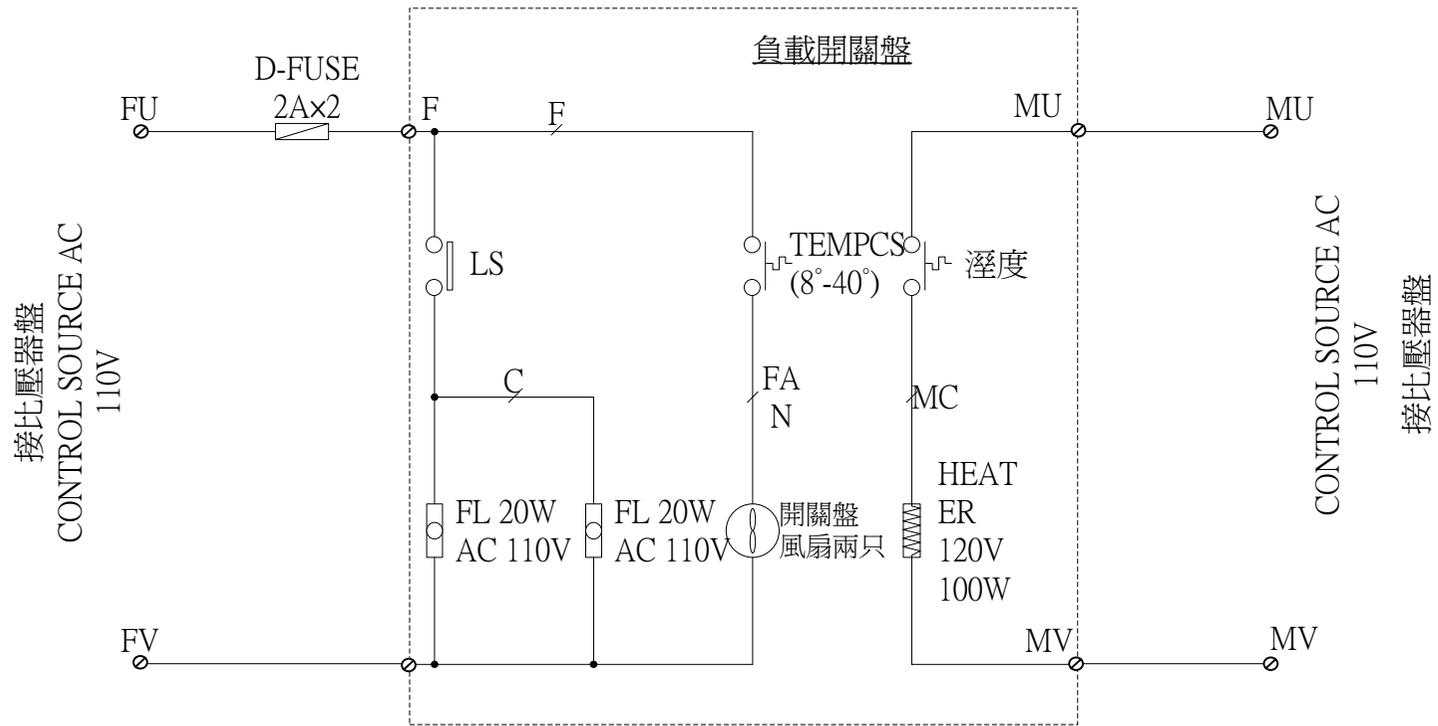 負載開關盤
D-FUSE
2A×2
FU
F
F
MU
MU
LS
TEMPCS
(8°-40°)
溼度
接比壓器盤
CONTROL SOURCE AC
110V
CONTROL SOURCE AC
110V
接比壓器盤
C
FA
N
MC
FL 20W
AC 110V
FL 20W
AC 110V
開關盤
風扇兩只
HEAT
ER
120V
100W
FV
MV
MV